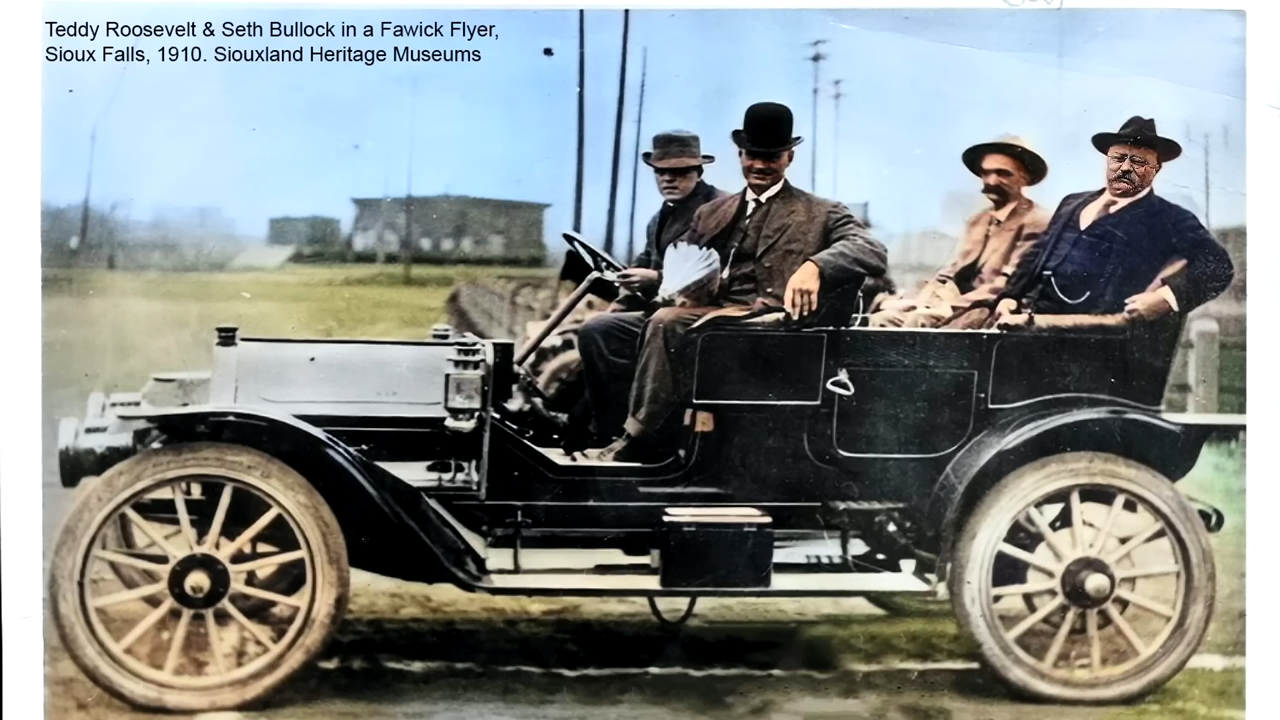 Teddy Roosevelt & Seth Bullock in a Fawick Flyer,
Sioux Falls, 1910. Siouxland Heritage Museums